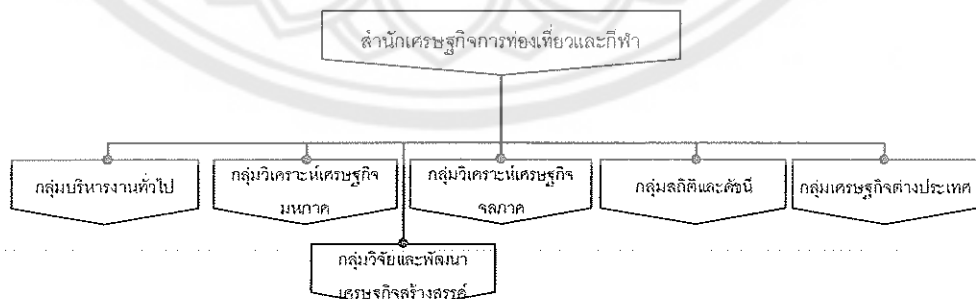 สำนักเศรษฐกิจการท่องเที่ยวและกีฬา
กลุ่มบริหารงานทั่วไป
กลุ่มวิเคราะห์เศรษฐกิจ
มหภาค
กลุ่มวิเคราะห์เศรษฐกิจ
จุลภาค
กลุ่มสถิติและดัชนี
กลุ่มเศรษฐกิจต่างประเทศ
กลุ่มวิจัยและพัฒนา
เศรษฐกิจสร้างสรรค์